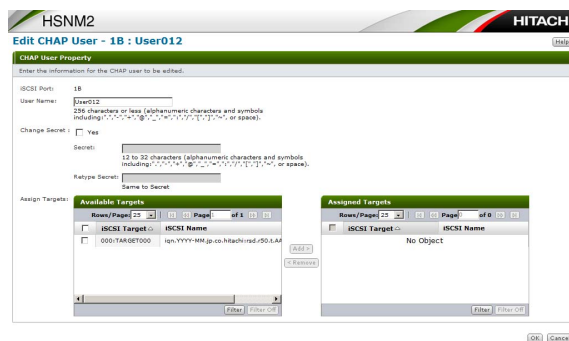 HSNM2
HITACH
Edit CHAP User - 1B : User012
Help
CHAP User Property
Enter the information for the CHAP user to be edited.
iSCSI Port: 1B
User Name: User012
256 characters or less (alphanumeric characters and symbols
including
or space).
Change Secret : Yes
Secret:
12 to 32 characters (alphanumeric characters and symbols
including
or space).
Retype Secret:
Same to Secret
Assign Targets:
Available Targets
Rows/Page: 25 Page 1 of 1
iSCSI Target iSCSI Name
000:TARGET000 iqn.YYYY-MM.jp.co.hitachi:rsd.r50.t.AA
Filter Filter Off
Add >
< Remove
Assigned Targets
Rows/Page: 25 Page 0 of 0
iSCSI Target iSCSI Name
No Object
Filter Filter Off
OK Cance